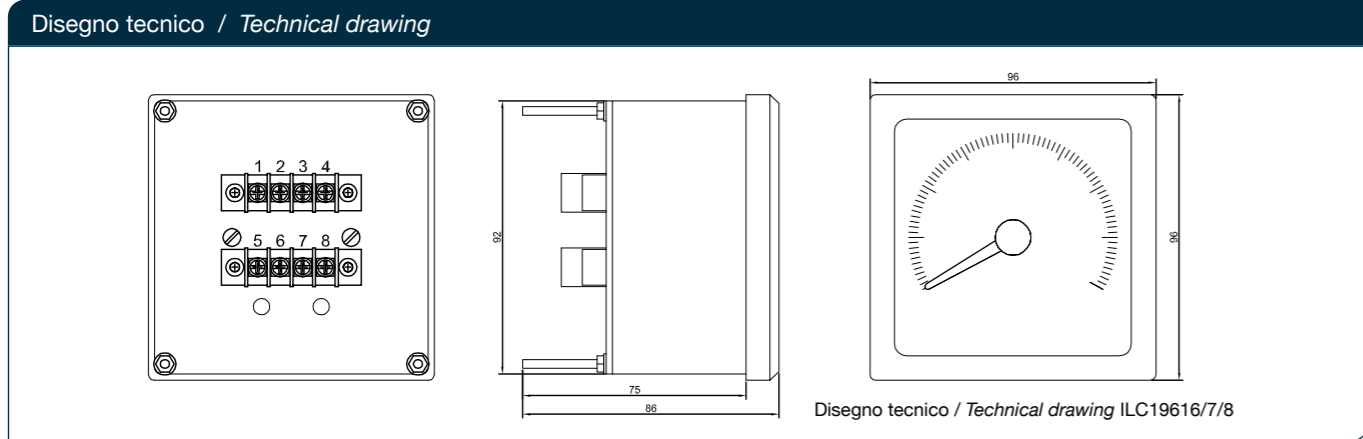 Disegno tecnico / Technical drawing
1 2 3 4
5 6 7 8
92
75
86
96
96
Disegno tecnico / Technical drawing ILC19616/7/8